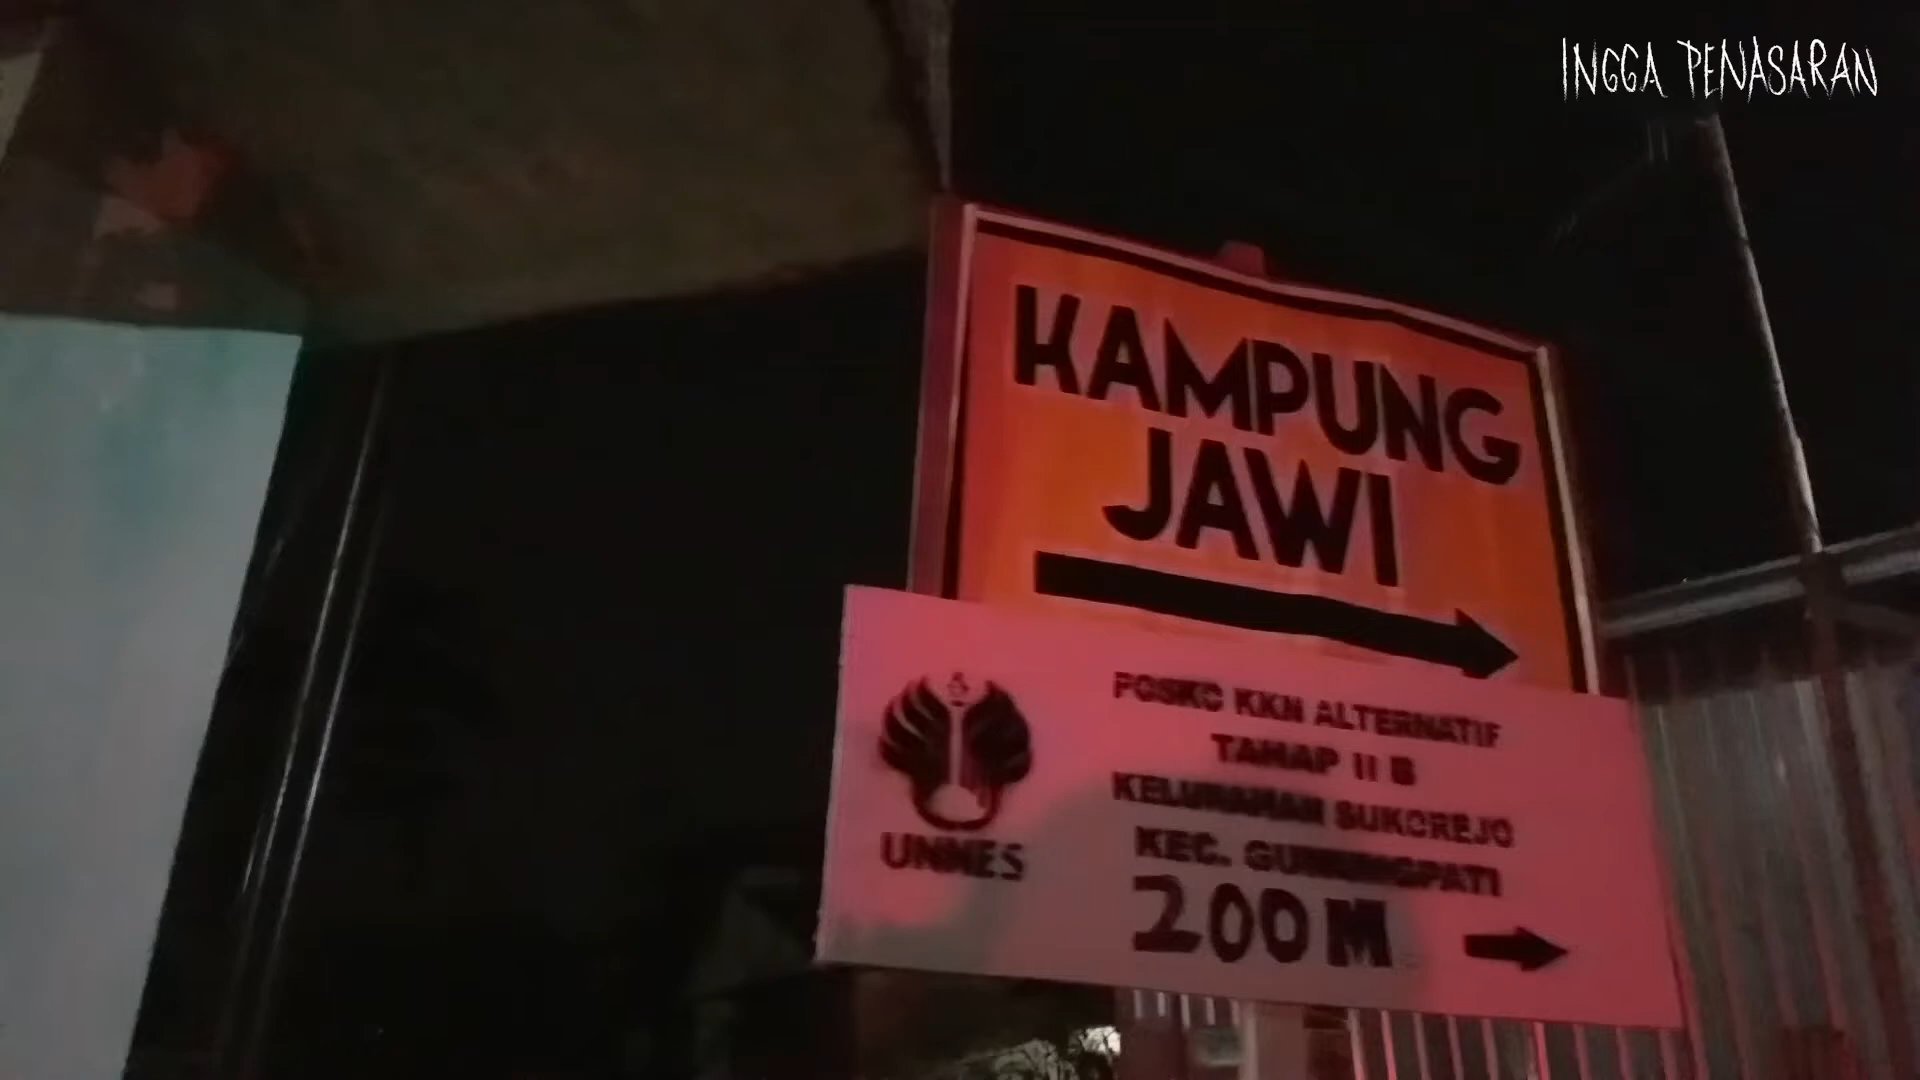 INGGA PENASARAN
KAMPUNG
JAWI
POSKO KKN ALTERNATIF
TAHAP II B
KELURAHAN SUKOREJO
KEC. GUNUNGPATI
200 M
UNNES